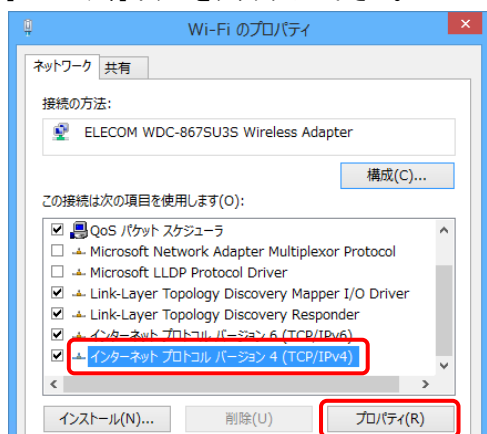 Wi-Fi のプロパティ
ネットワーク 共有
接続の方法:
ELECOM WDC-867SU3S Wireless Adapter
構成(C)...
この接続は次の項目を使用します(O):
QoS パケット スケジューラ
Microsoft Network Adapter Multiplexor Protocol
Microsoft LLDP Protocol Driver
Link-Layer Topology Discovery Mapper I/O Driver
Link-Layer Topology Discovery Responder
インターネット プロトコル バージョン 6 (TCP/IPv6)
インターネット プロトコル バージョン 4 (TCP/IPv4)
インストール(N)... 削除(U) プロパティ(R)